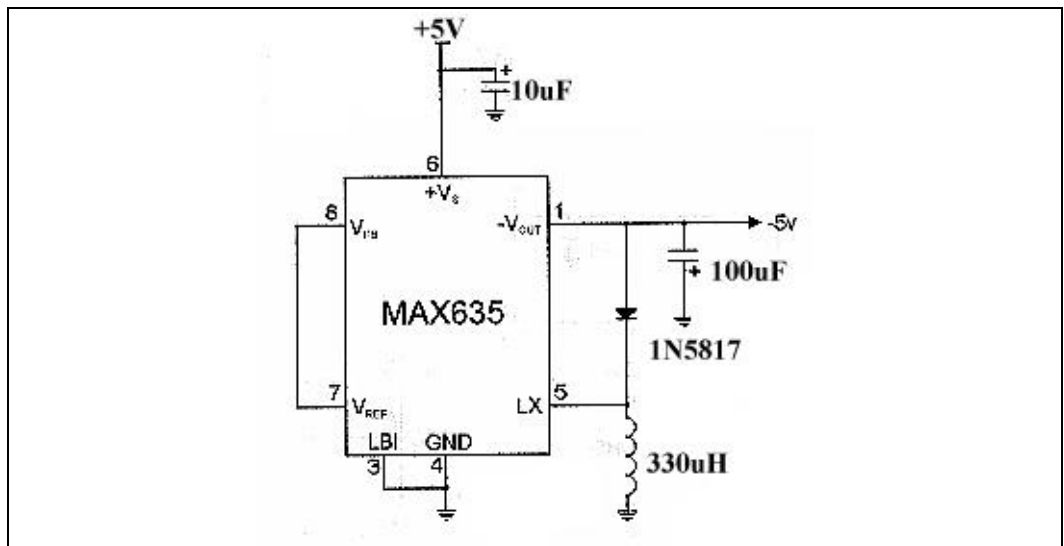 +5V
+
10uF
6
+Vs
8
VFB
1
-VOUT
-5v
100uF
+
MAX635
1N5817
7
VREF
5
LX
LBI
GND
3
4
330uH